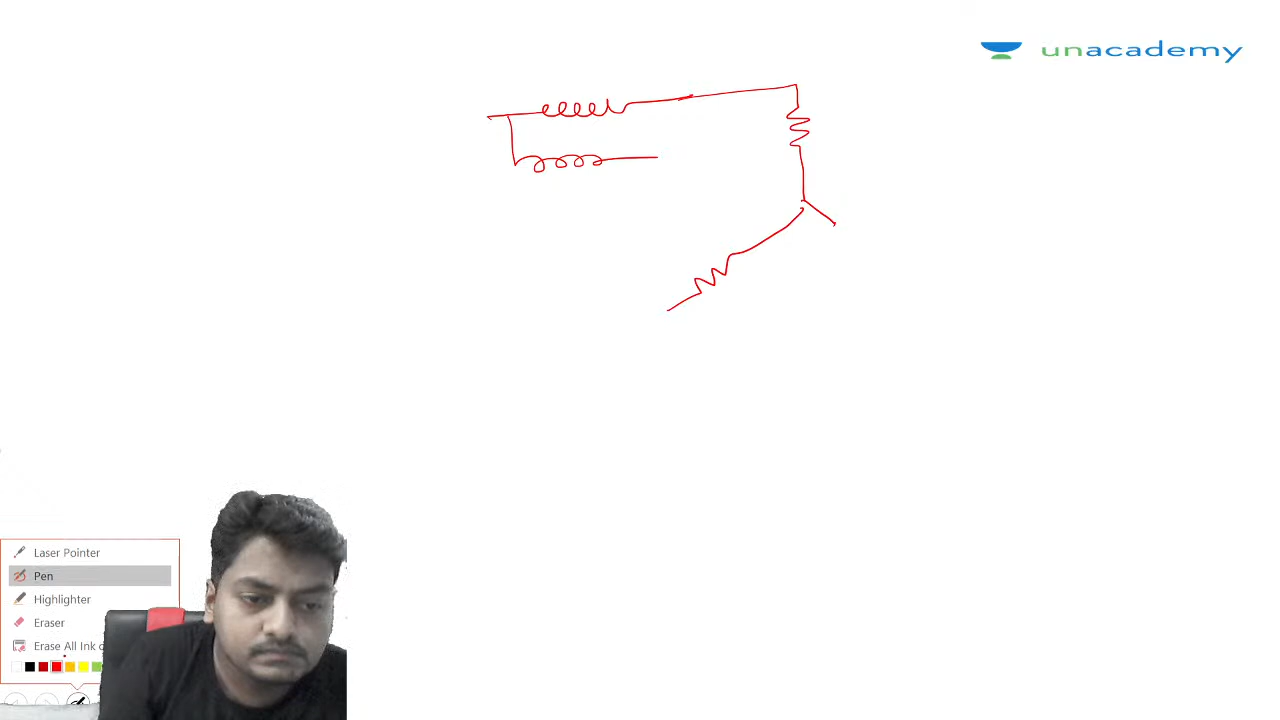 unacademy
Laser Pointer
Pen
Highlighter
Eraser
Erase All Ink